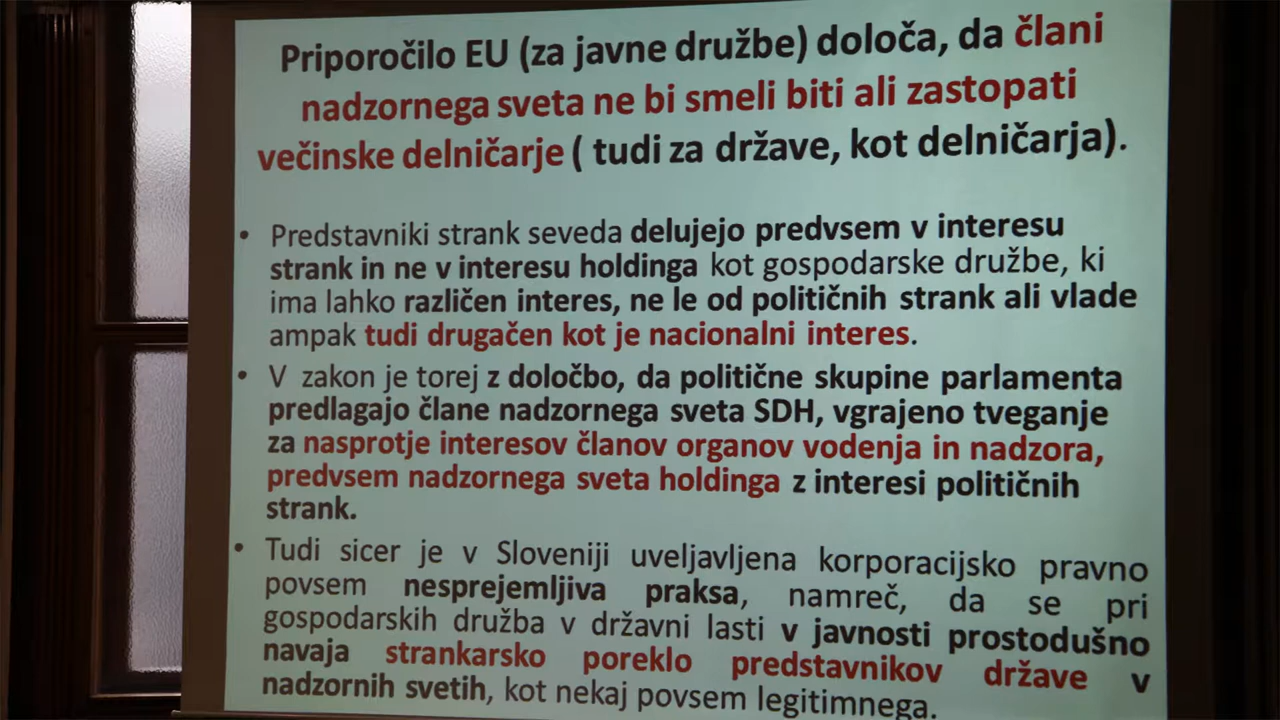 Priporočilo EU (za javne družbe) določa, da člani
nadzornega sveta ne bi smeli biti ali zastopati
večinske delničarje ( tudi za države, kot delničarja).
• Predstavniki strank seveda delujejo predvsem v interesu
strank in ne v interesu holdinga kot gospodarske družbe, ki
ima lahko različen interes, ne le od političnih strank ali vlade
ampak tudi drugačen kot je nacionalni interes.
• V zakon je torej z določbo, da politične skupine parlamenta
predlagajo člane nadzornega sveta SDH, vgrajeno tveganje
za nasprotje interesov članov organov vodenja in nadzora,
predvsem nadzornega sveta holdinga z interesi političnih
strank.
• Tudi sicer je v Sloveniji uveljavljena korporacijsko pravno
povsem nesprejemljiva praksa, namreč, da se pri
gospodarskih družba v državni lasti v javnosti prostodušno
navaja strankarsko poreklo predstavnikov države v
nadzornih svetih, kot nekaj povsem legitimnega.